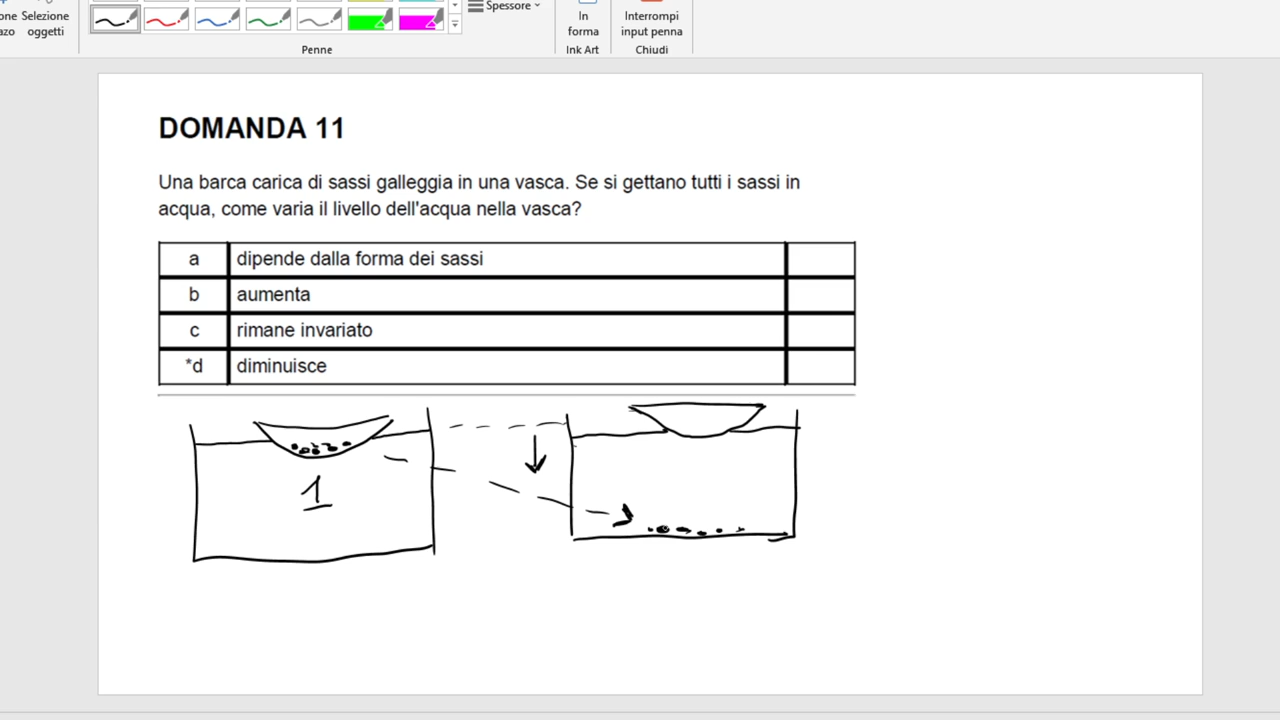 one Selezione
azo oggetti
Penne
Spessore
In
forma
Ink Art
Interrompi
input penna
Chiudi
DOMANDA 11
Una barca carica di sassi galleggia in una vasca. Se si gettano tutti i sassi in
acqua, come varia il livello dell'acqua nella vasca?
a dipende dalla forma dei sassi
b aumenta
c rimane invariato
*d diminuisce
1